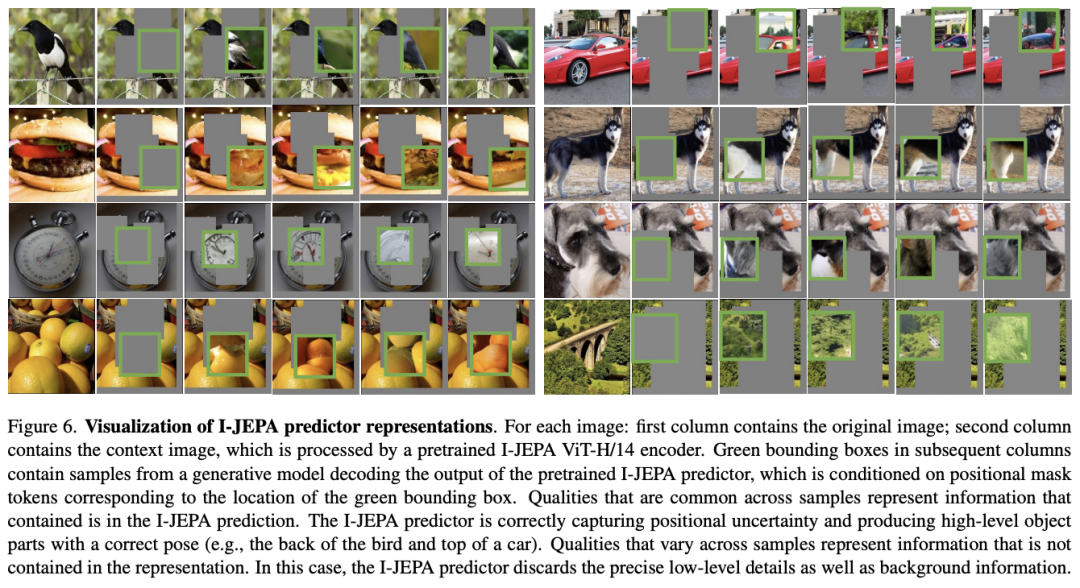 Figure 6. Visualization of I-JEPA predictor representations. For each image: first column contains the original image; second column
contains the context image, which is processed by a pretrained I-JEPA ViT-H/14 encoder. Green bounding boxes in subsequent columns
contain samples from a generative model decoding the output of the pretrained I-JEPA predictor, which is conditioned on positional mask
tokens corresponding to the location of the green bounding box. Qualities that are common across samples represent information that
contained is in the I-JEPA prediction. The I-JEPA predictor is correctly capturing positional uncertainty and producing high-level object
parts with a correct pose (e.g., the back of the bird and top of a car). Qualities that vary across samples represent information that is not
contained in the representation. In this case, the I-JEPA predictor discards the precise low-level details as well as background information.